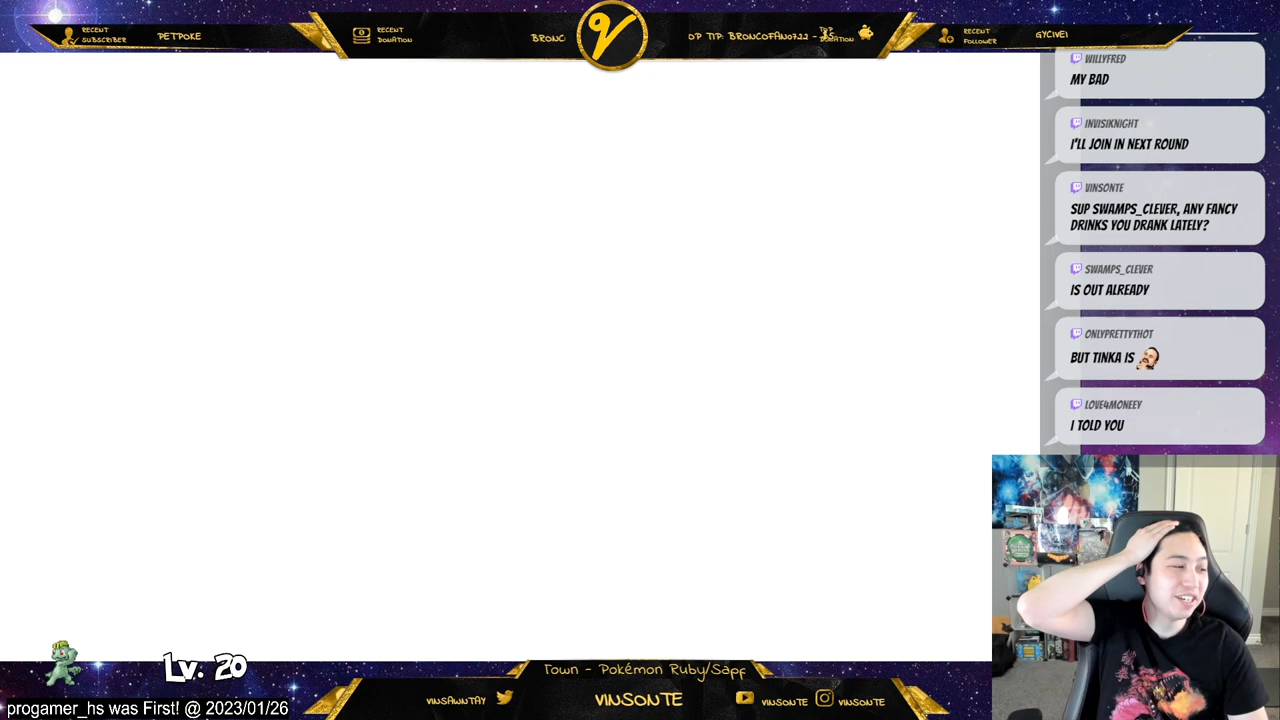 RECENT
SUBSCRIBER
PETPOKE
RECENT
DONATION
BRONC
V
OP TIP: BRONCOFAN0722 -
RECENT
FOLLOWER
GYCIVEI
WILLYFRED
MY BAD
INVISIKNIGHT
I'LL JOIN IN NEXT ROUND
VINSONTE
SUP SWAMPS_CLEVER, ANY FANCY
DRINKS YOU DRANK LATELY?
SWAMPS_CLEVER
IS OUT ALREADY
ONLYPRETTYTHOT
BUT TINKA IS
LOVE4MONEEY
I TOLD YOU
Lv. 20
progamer_hs was First! @ 2023/01/26
Town - Pokémon Ruby/Sapp
VINSAWNTAY
VINSONTE
VINSONTE
VINSONTE